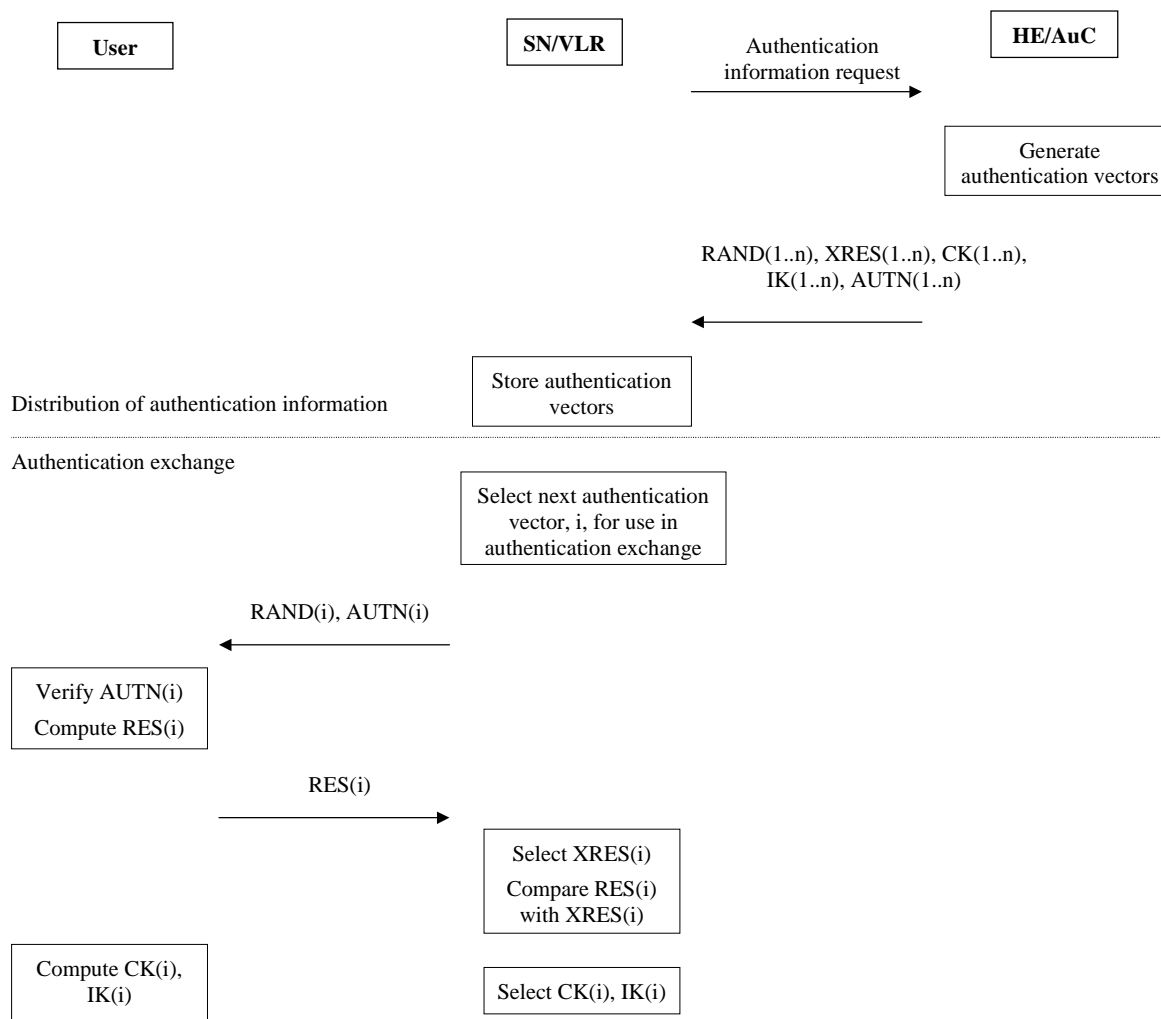 User
SN/VLR
HE/AuC
Authentication
information request
Generate
authentication vectors
RAND(1..n), XRES(1..n), CK(1..n),
IK(1..n), AUTN(1..n)
Store authentication
vectors
Distribution of authentication information
Authentication exchange
Select next authentication
vector, i, for use in
authentication exchange
RAND(i), AUTN(i)
Verify AUTN(i)
Compute RES(i)
RES(i)
Select XRES(i)
Compare RES(i)
with XRES(i)
Compute CK(i),
IK(i)
Select CK(i), IK(i)